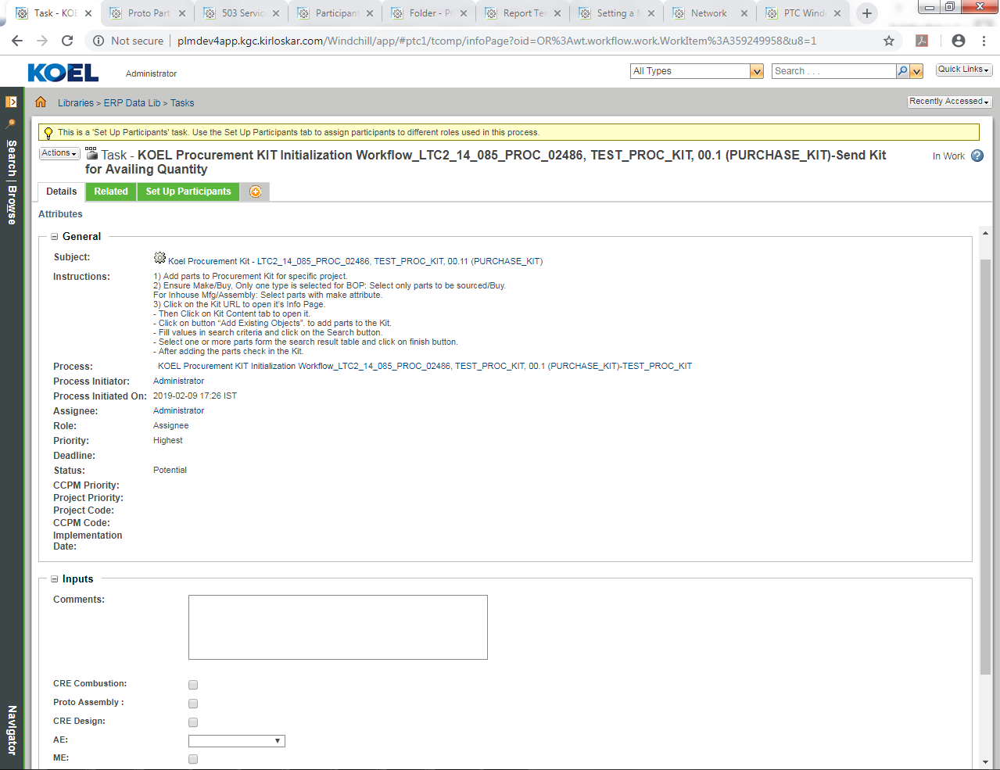 Task - KOE
Proto Part
503 Servic
Participant
Folder - P
Report Te
Setting a
Network
PTC Wind
Not secure | plmdev4app.kgc.kirloskar.com/Windchill/app/#ptc1/tcomp/infoPage?oid=OR%3Awt.workflow.work.WorkItem%3A359249958&u8=1
KOEL
Administrator
All Types
Search . . .
Quick Links
Libraries > ERP Data Lib > Tasks
Recently Accessed
Search | Browse
Navigator
This is a 'Set Up Participants' task. Use the Set Up Participants tab to assign participants to different roles used in this process.
Actions
Task - KOEL Procurement KIT Initialization Workflow_LTC2_14_085_PROC_02486, TEST_PROC_KIT, 00.1 (PURCHASE_KIT)-Send Kit
for Availing Quantity
In Work
Details
Related
Set Up Participants
Attributes
General
Subject: Koel Procurement Kit - LTC2_14_085_PROC_02486, TEST_PROC_KIT, 00.11 (PURCHASE_KIT)
Instructions: 1) Add parts to Procurement Kit for specific project.
2) Ensure Make/Buy, Only one type is selected for BOP: Select only parts to be sourced/Buy.
For Inhouse Mfg/Assembly: Select parts with make attribute.
3) Click on the Kit URL to open it's Info Page.
- Then Click on Kit Content tab to open it.
- Click on button “Add Existing Objects”. to add parts to the Kit.
- Fill values in search criteria and click on the Search button.
- Select one or more parts form the search result table and click on finish button.
- After adding the parts check in the Kit.
Process: KOEL Procurement KIT Initialization Workflow_LTC2_14_085_PROC_02486, TEST_PROC_KIT, 00.1 (PURCHASE_KIT)-TEST_PROC_KIT
Process Initiator: Administrator
Process Initiated On: 2019-02-09 17:26 IST
Assignee: Administrator
Role: Assignee
Priority: Highest
Deadline:
Status: Potential
CCPM Priority:
Project Priority:
Project Code:
CCPM Code:
Implementation
Date:
Inputs
Comments:
CRE Combustion:
Proto Assembly :
CRE Design:
AE:
ME: